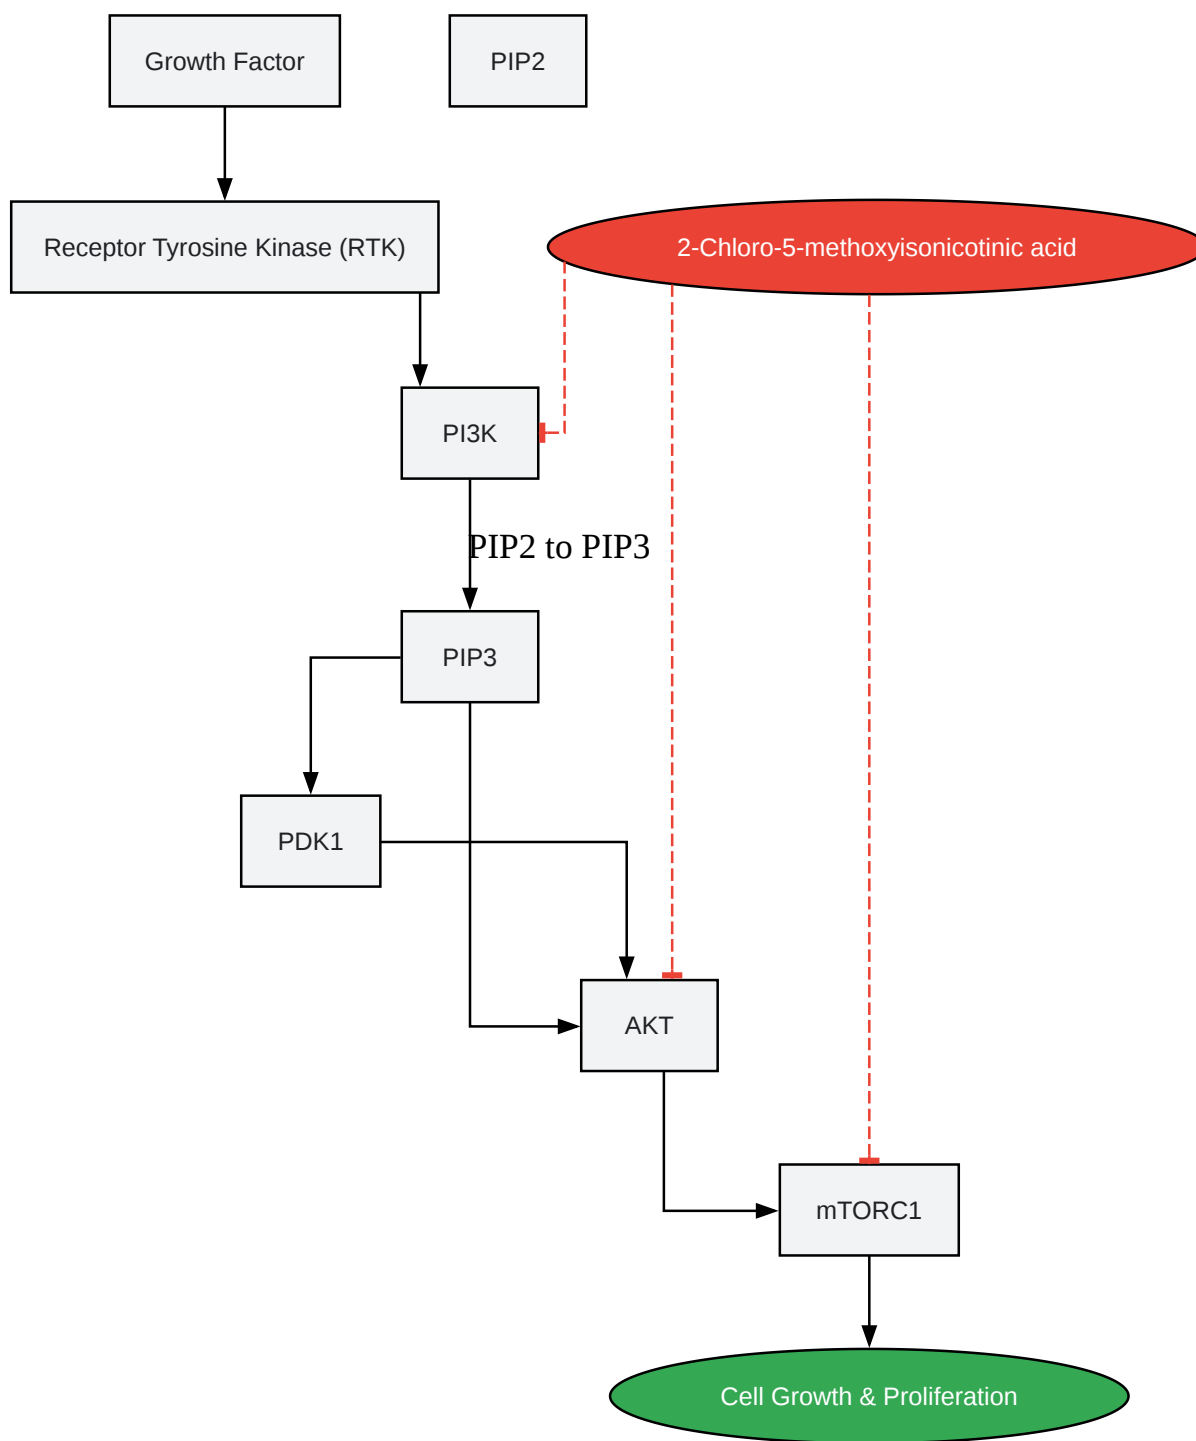 Growth Factor
PIP2
Receptor Tyrosine Kinase (RTK)
2-Chloro-5-methoxyisonicotinic acid
PI3K
PIP2 to PIP3
PIP3
PDK1
AKT
mTORC1
Cell Growth & Proliferation